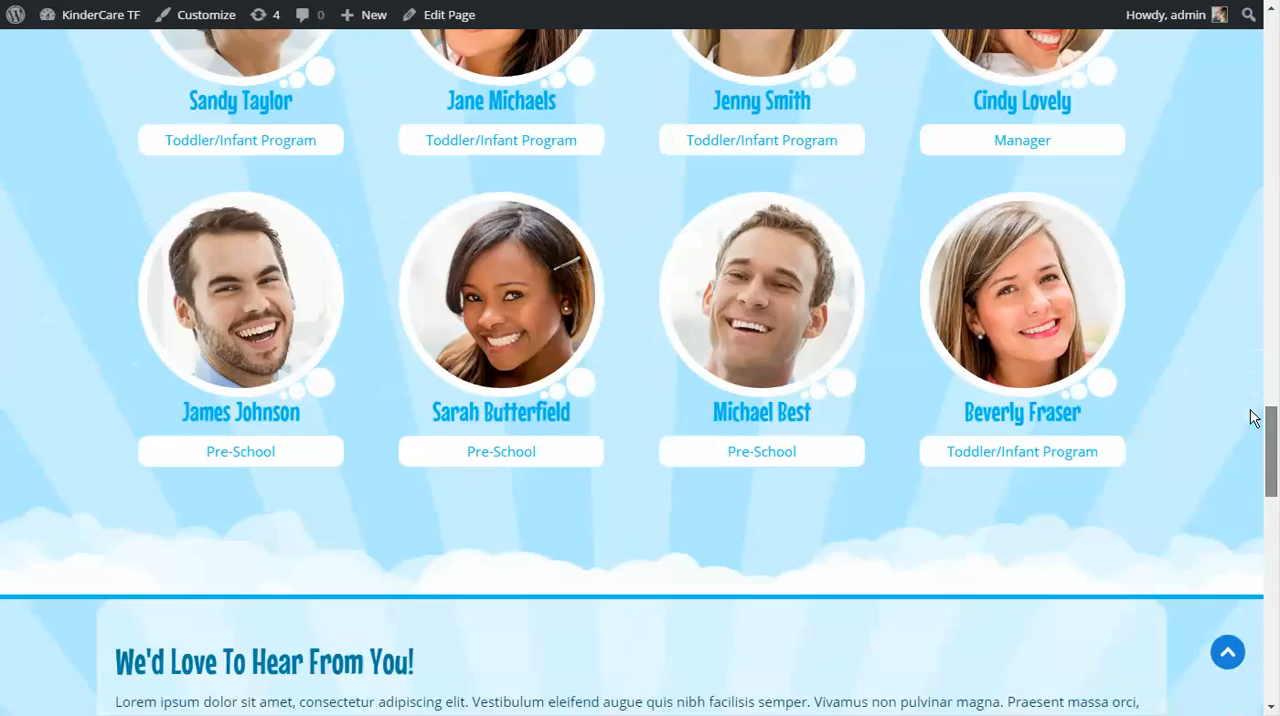 KinderCare TF Customize 4 0 New Edit Page Howdy, admin
Sandy Taylor Jane Michaels Jenny Smith Cindy Lovely
Toddler/Infant Program Toddler/Infant Program Toddler/Infant Program Manager
James Johnson Sarah Butterfield Michael Best Beverly Fraser
Pre-School Pre-School Pre-School Toddler/Infant Program
We'd Love To Hear From You!
Lorem ipsum dolor sit amet, consectetur adipiscing elit. Vestibulum eleifend augue quis nibh facilisis semper. Vivamus non pulvinar magna. Praesent massa orci,